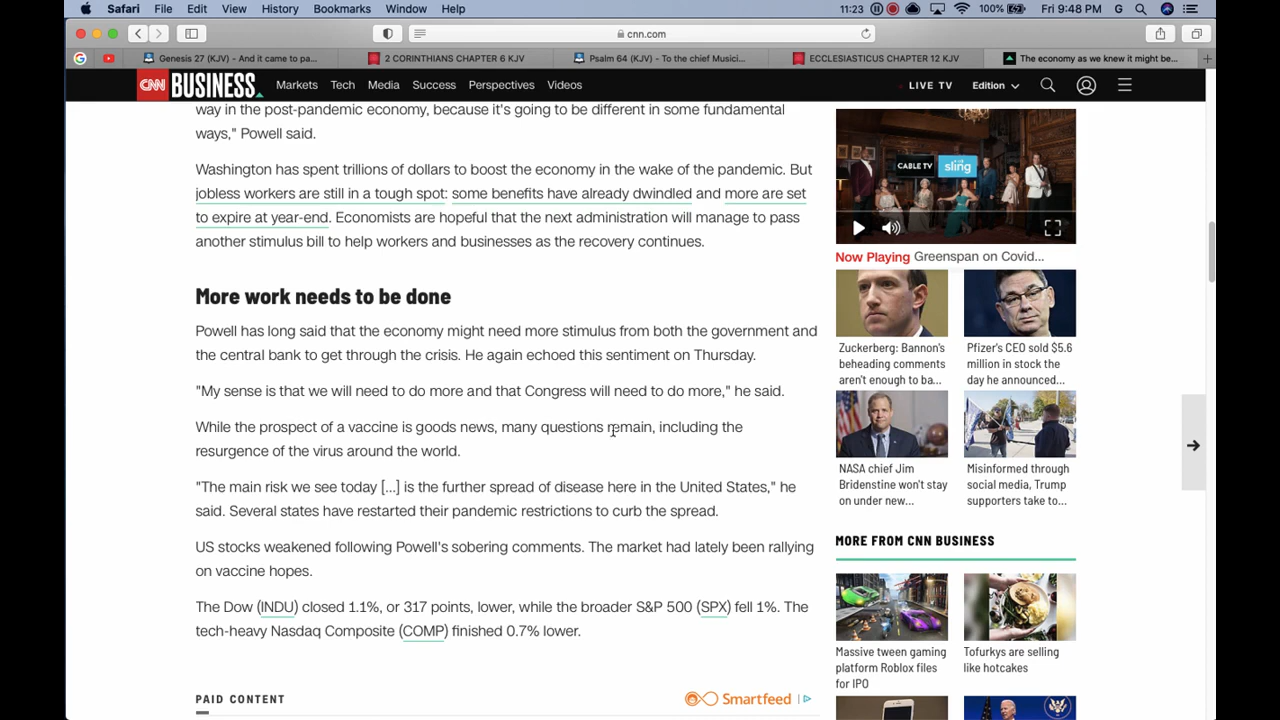 Safari File Edit View History Bookmarks Window Help 11:23 100% Fri 9:48 PM G
cnn.com
Genesis 27 (KJV) - And it came to pa...
2 CORINTHIANS CHAPTER 6 KJV
Psalm 64 (KJV) - To the chief Musici...
ECCLESIASTICUS CHAPTER 12 KJV
The economy as we knew it might be...
CNN BUSINESS Markets Tech Media Success Perspectives Videos LIVE TV Edition
way in the post-pandemic economy, because it's going to be different in some fundamental
ways," Powell said.
Washington has spent trillions of dollars to boost the economy in the wake of the pandemic. But
jobless workers are still in a tough spot: some benefits have already dwindled and more are set
to expire at year-end. Economists are hopeful that the next administration will manage to pass
another stimulus bill to help workers and businesses as the recovery continues.
More work needs to be done
Powell has long said that the economy might need more stimulus from both the government and
the central bank to get through the crisis. He again echoed this sentiment on Thursday.
"My sense is that we will need to do more and that Congress will need to do more," he said.
While the prospect of a vaccine is goods news, many questions remain, including the
resurgence of the virus around the world.
"The main risk we see today [...] is the further spread of disease here in the United States," he
said. Several states have restarted their pandemic restrictions to curb the spread.
US stocks weakened following Powell's sobering comments. The market had lately been rallying
on vaccine hopes.
The Dow (INDU) closed 1.1%, or 317 points, lower, while the broader S&P 500 (SPX) fell 1%. The
tech-heavy Nasdaq Composite (COMP) finished 0.7% lower.
PAID CONTENT
Smartfeed
CABLE TV sling
Now Playing Greenspan on Covid...
Zuckerberg: Bannon's
beheading comments
aren't enough to ba...
Pfizer's CEO sold $5.6
million in stock the
day he announced...
NASA chief Jim
Bridenstine won't stay
on under new...
Misinformed through
social media, Trump
supporters take to...
MORE FROM CNN BUSINESS
Massive tween gaming
platform Roblox files
for IPO
Tofurkys are selling
like hotcakes